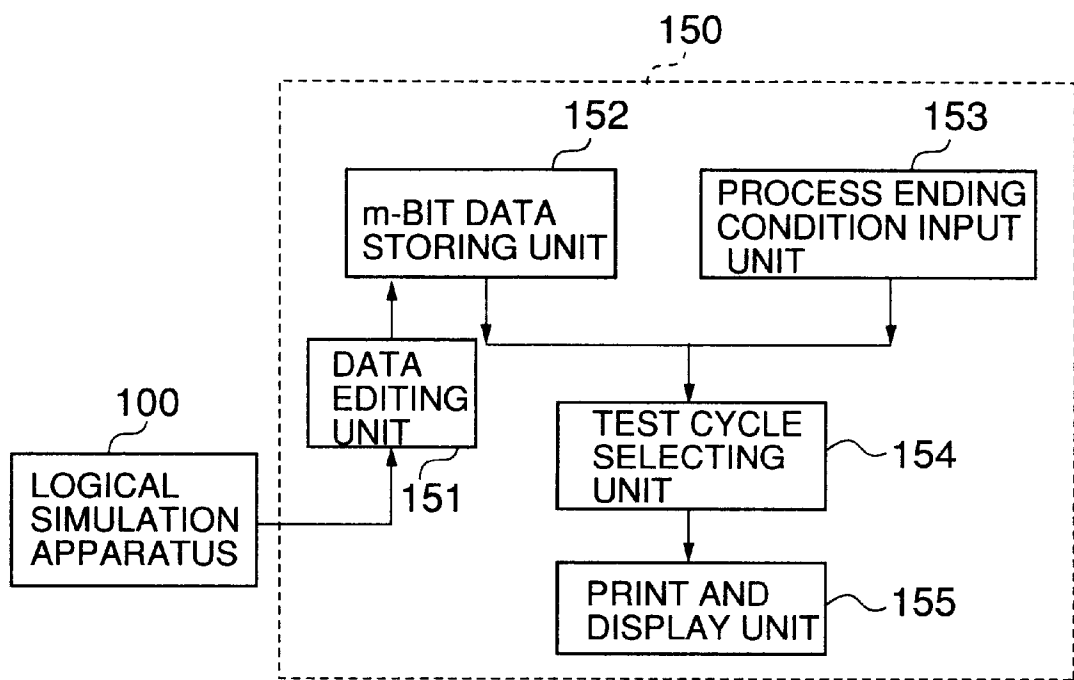 150
152
153
m-BIT DATA
STORING UNIT
PROCESS ENDING
CONDITION INPUT
UNIT
DATA
EDITING
UNIT
151
100
LOGICAL
SIMULATION
APPARATUS
TEST CYCLE
SELECTING
UNIT
154
PRINT AND
DISPLAY UNIT
155